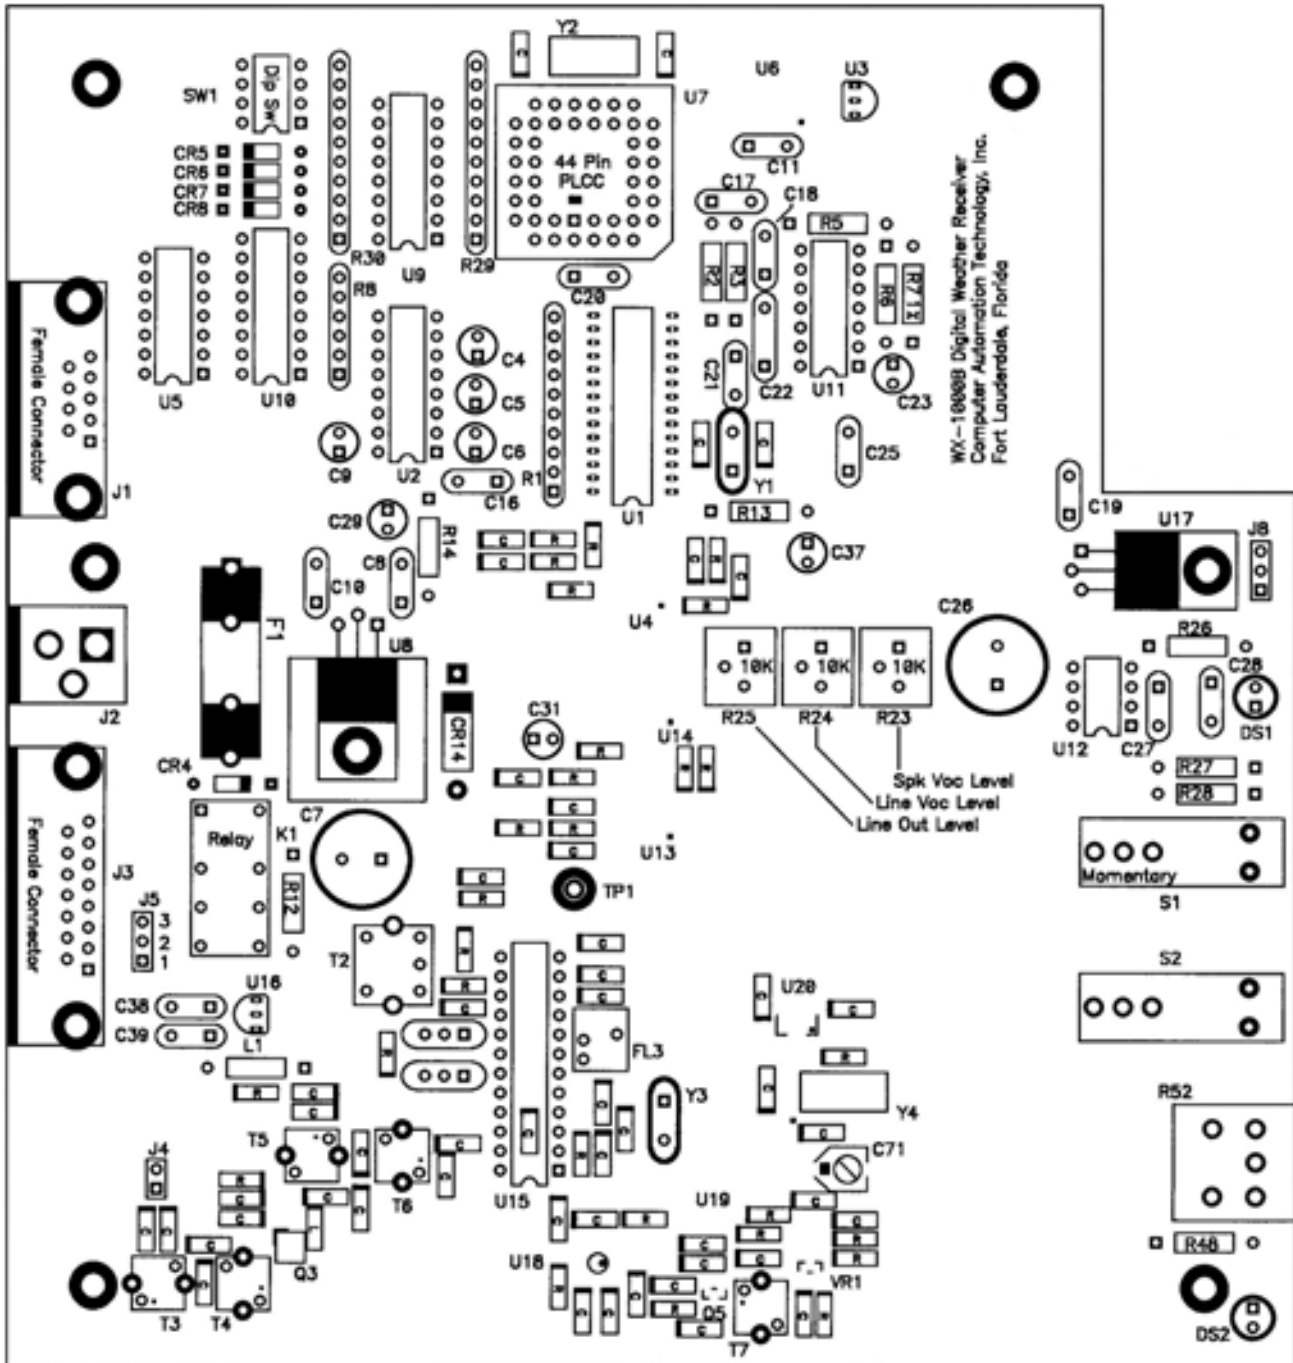 Y2
U6
U3
SW1
Dip Sw
U7
CR5
CR6
CR7
CR8
44 Pin
PLCC
C11
C17
C18
R5
R30
U9
R29
R8
C20
R2
R3
R6
R7 1%
WX-1000B Digital Weather Receiver
Computer Automation Technology, Inc.
Fort Lauderdale, Florida
Female Connector
J1
U5
U10
C4
C5
C6
C9
U2
C16
R1
U1
C21
C22
U11
C23
C25
Y1
R13
C37
C19
U17
J8
C29
R14
C10
C8
F1
U8
U4
C26
10K
10K
10K
R25
R24
R23
R26
C28
DS1
U12
C27
R27
R28
J2
CR14
C31
U14
Spk Voc Level
Line Voc Level
Line Out Level
CR4
C7
Relay
K1
R12
U13
TP1
Female Connector
J3
J5
3
2
1
Momentary
S1
S2
T2
U16
C38
C39
L1
U20
FL3
Y3
Y4
R52
J4
T5
T6
U15
C71
U19
U18
Q3
T3
T4
Q5
T7
VR1
R48
DS2